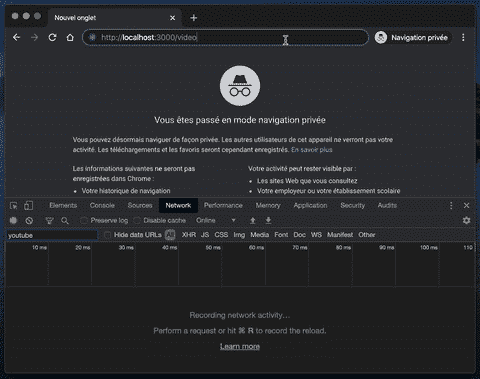 Nouvel onglet
http://localhost:3000/video
Navigation privée
Vous êtes passé en mode navigation privée
Vous pouvez désormais naviguer de façon privée. Les autres utilisateurs de cet appareil ne verront pas votre
activité. Les téléchargements et les favoris seront cependant enregistrés. En savoir plus
Les informations suivantes ne seront pas
enregistrées dans Chrome :
• Votre historique de navigation
Votre activité peut rester visible par :
• Les sites Web que vous consultez
• Votre employeur ou votre établissement scolaire
Elements Console Sources Network Performance Memory Application Security Audits
Preserve log Disable cache Online
youtube Hide data URLs All XHR JS CSS Img Media Font Doc WS Manifest Other
10 ms 20 ms 30 ms 40 ms 50 ms 60 ms 70 ms 80 ms 90 ms 100 ms 110
Recording network activity…
Perform a request or hit ⌘ R to record the reload.
Learn more